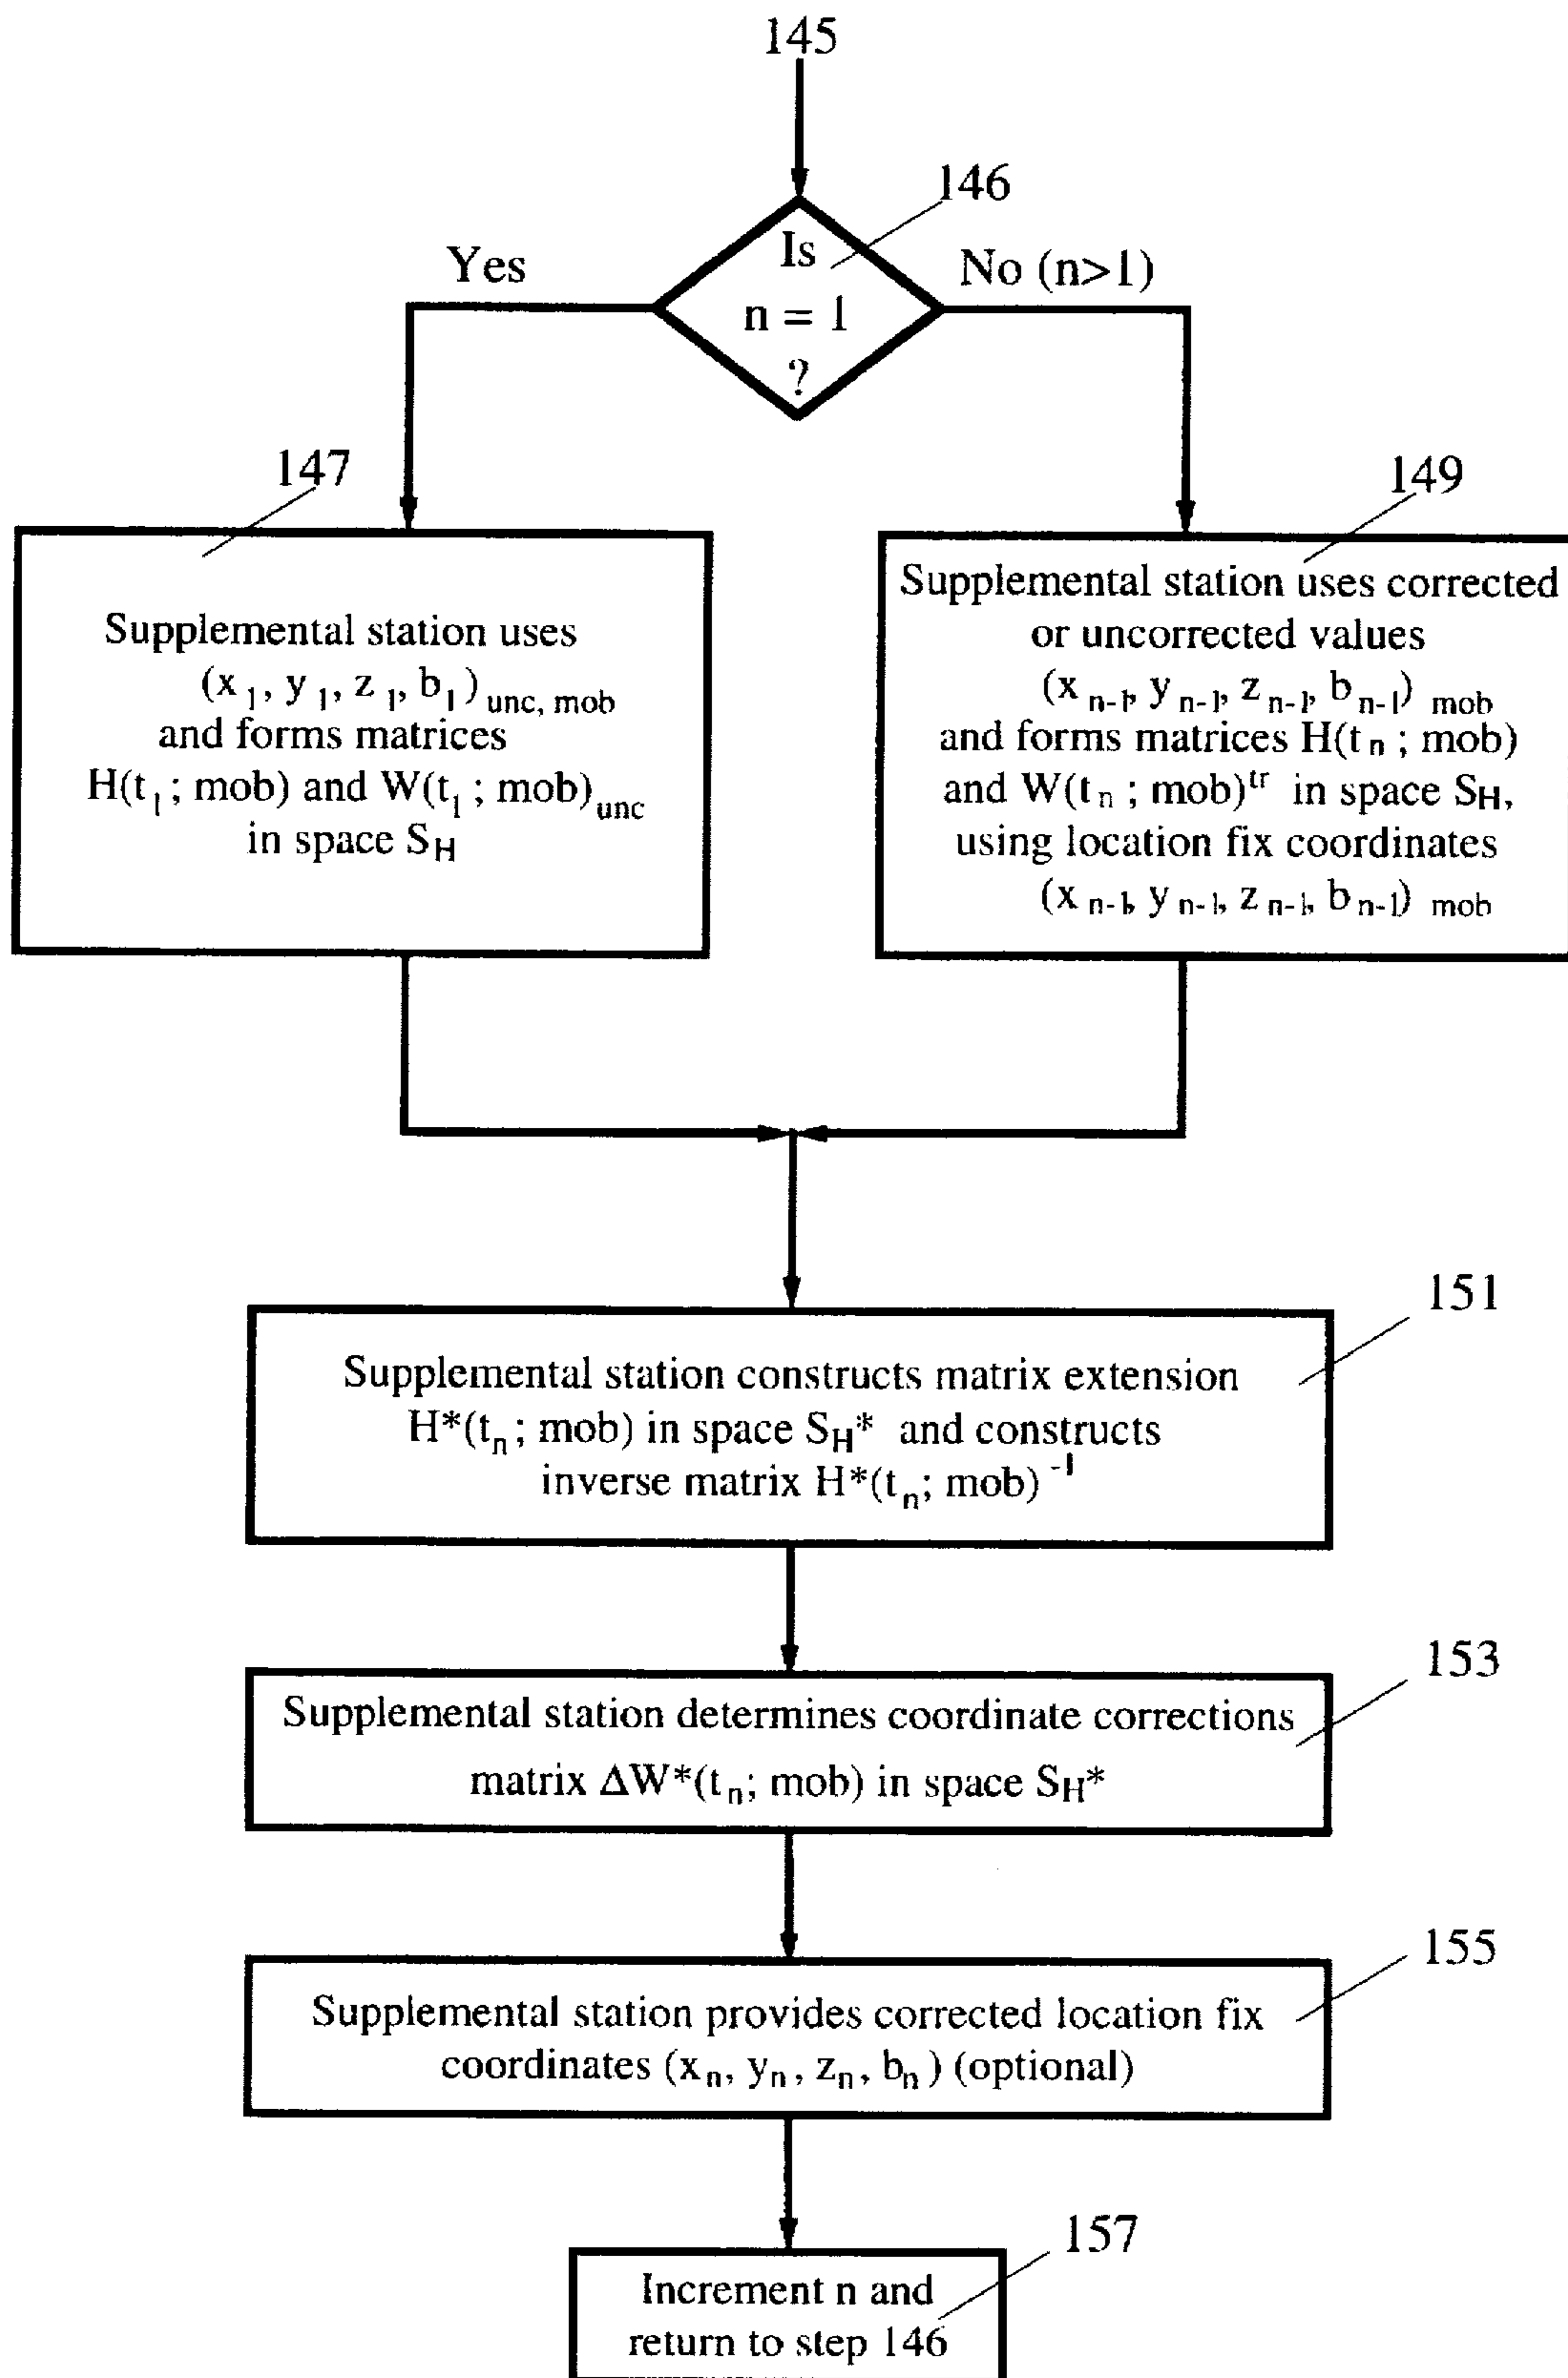 145
146
Is
n = 1
?
Yes
No (n>1)
147
Supplemental station uses
(x₁, y₁, z₁, b₁)unc, mob
and forms matrices
H(t₁; mob) and W(t₁; mob)unc
in space S_H
149
Supplemental station uses corrected
or uncorrected values
(xₙ₋₁, yₙ₋₁, zₙ₋₁, bₙ₋₁) mob
and forms matrices H(tₙ; mob)
and W(tₙ; mob)ᵗʳ in space S_H,
using location fix coordinates
(xₙ₋₁, yₙ₋₁, zₙ₋₁, bₙ₋₁) mob
151
Supplemental station constructs matrix extension
H*(tₙ; mob) in space S_H* and constructs
inverse matrix H*(tₙ; mob)⁻¹
153
Supplemental station determines coordinate corrections
matrix ΔW*(tₙ; mob) in space S_H*
155
Supplemental station provides corrected location fix
coordinates (xₙ, yₙ, zₙ, bₙ) (optional)
157
Increment n and
return to step 146